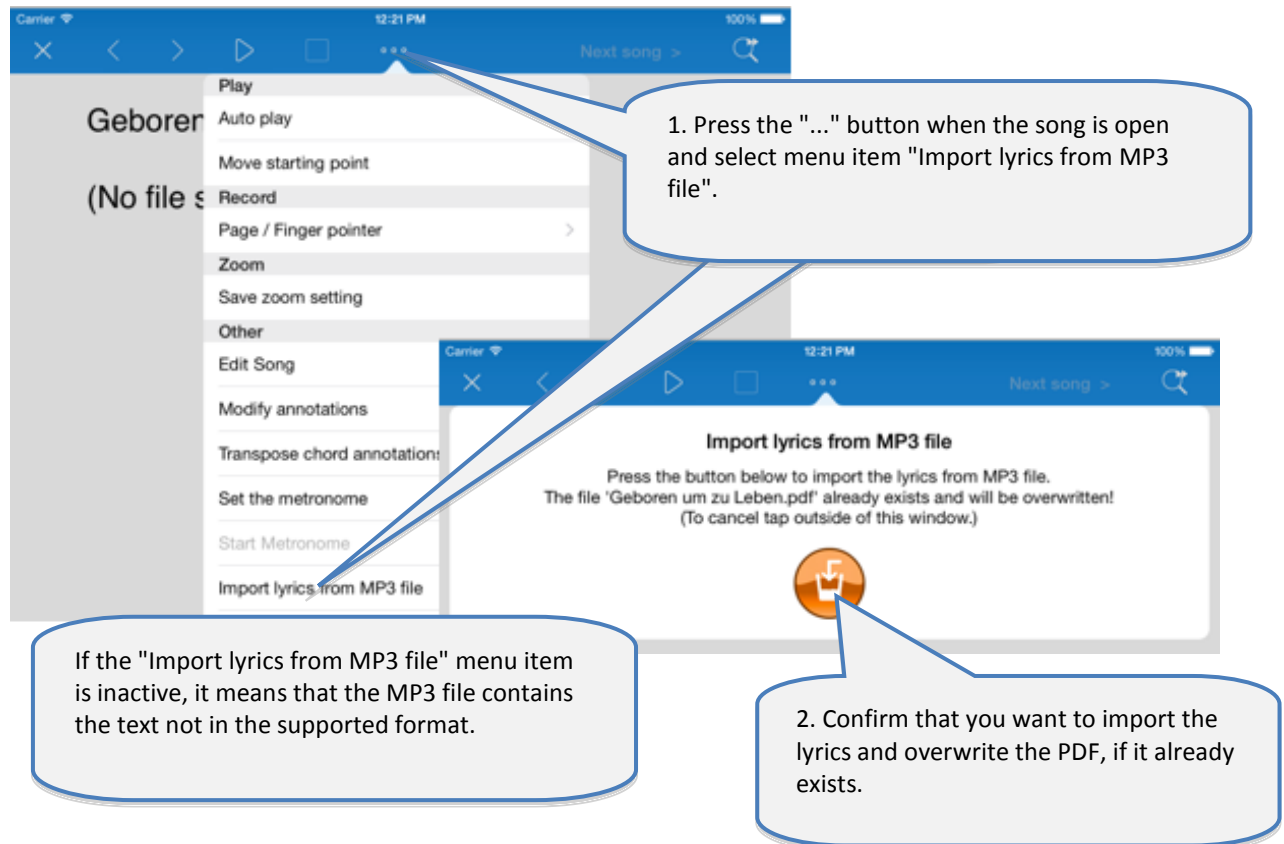 Carrier 12:21 PM 100%
Next song >
Play
Geboren
Auto play
Move starting point
(No file s
Record
Page / Finger pointer
Zoom
Save zoom setting
Other
Edit Song
Modify annotations
Transpose chord annotations
Set the metronome
Start Metronome
Import lyrics from MP3 file
1. Press the "..." button when the song is open
and select menu item "Import lyrics from MP3
file".
Carrier 12:21 PM 100%
Next song >
Import lyrics from MP3 file
Press the button below to import the lyrics from MP3 file.
The file 'Geboren um zu Leben.pdf' already exists and will be overwritten!
(To cancel tap outside of this window.)
If the "Import lyrics from MP3 file" menu item
is inactive, it means that the MP3 file contains
the text not in the supported format.
2. Confirm that you want to import the
lyrics and overwrite the PDF, if it already
exists.